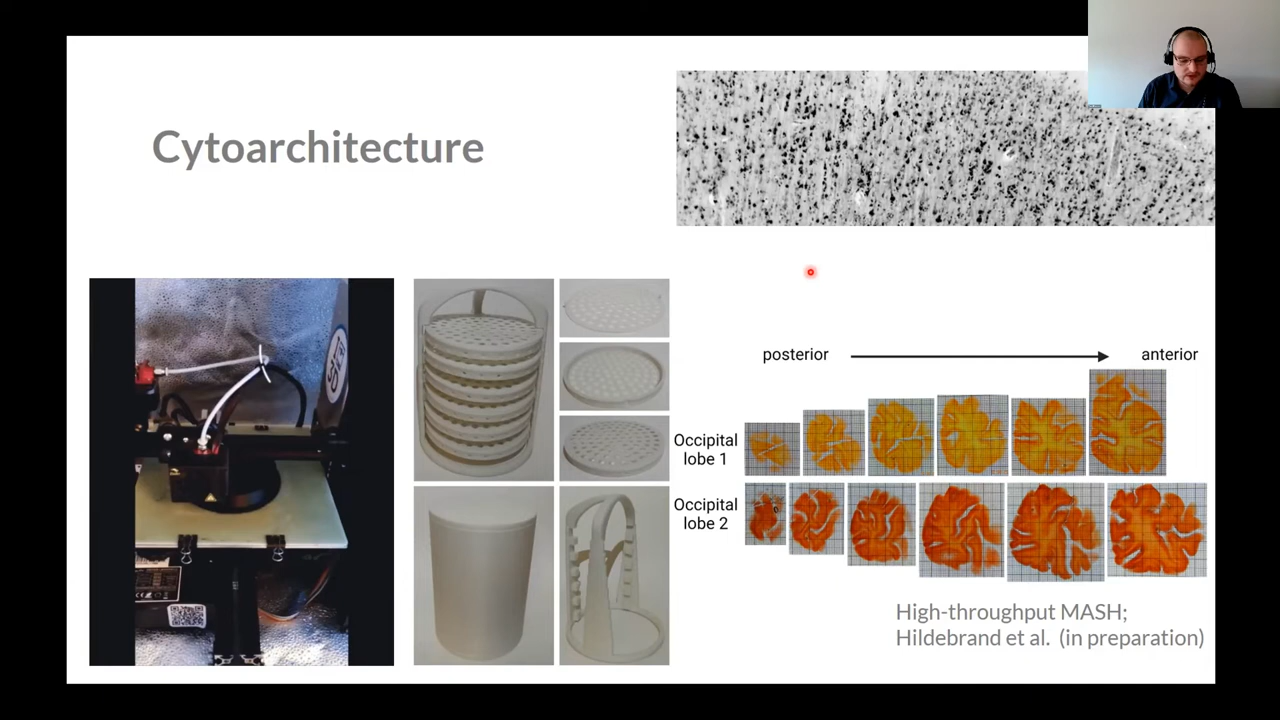 Cytoarchitecture
posterior
anterior
Occipital
lobe 1
Occipital
lobe 2
High-throughput MASH;
Hildebrand et al. (in preparation)